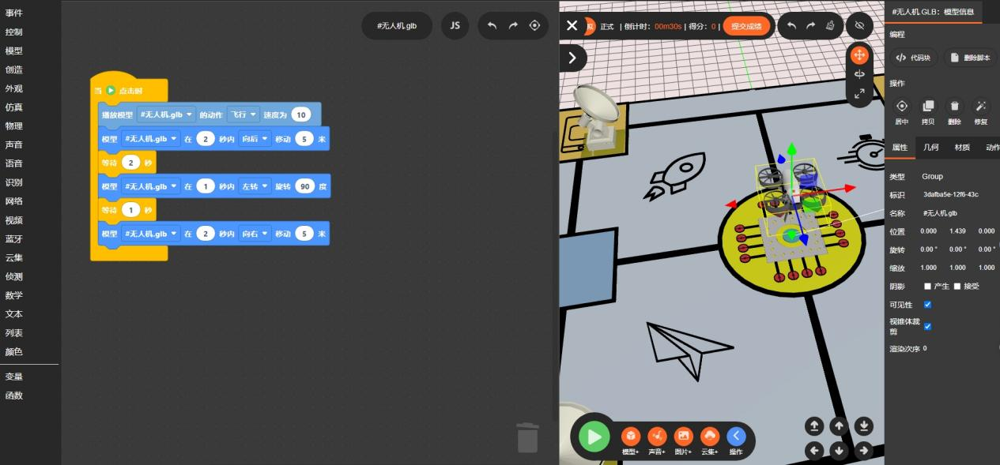 事件
控制
模型
创造
外观
仿真
物理
声音
语音
识别
网络
视频
蓝牙
云集
侦测
数学
文本
列表
颜色
变量
函数
#无人机.glb
JS
当 点击时
播放模型 #无人机.glb 的动作 飞行 速度为 10
模型 #无人机.glb 在 2 秒内 向后 移动 5 米
等待 2 秒
模型 #无人机.glb 在 1 秒内 左转 旋转 90 度
等待 1 秒
模型 #无人机.glb 在 2 秒内 向右 移动 5 米
正式 | 倒计时: 00m30s | 得分: 0 | 提交成绩
模型+ 声音+ 图片+ 云集+ 操作
#无人机.GLB: 模型信息
编程
代码块 删除脚本
操作
居中 拷贝 删除 修复
属性 几何 材质 动作
类型 Group
标识 3dafba5e-12f6-43c
名称 #无人机.glb
位置 0.000 1.439 0.000
旋转 0.00 ° 0.00 ° 0.00 °
缩放 1.000 1.000 1.000
阴影 产生 接受
可见性
视锥体裁
剪
渲染次序 0